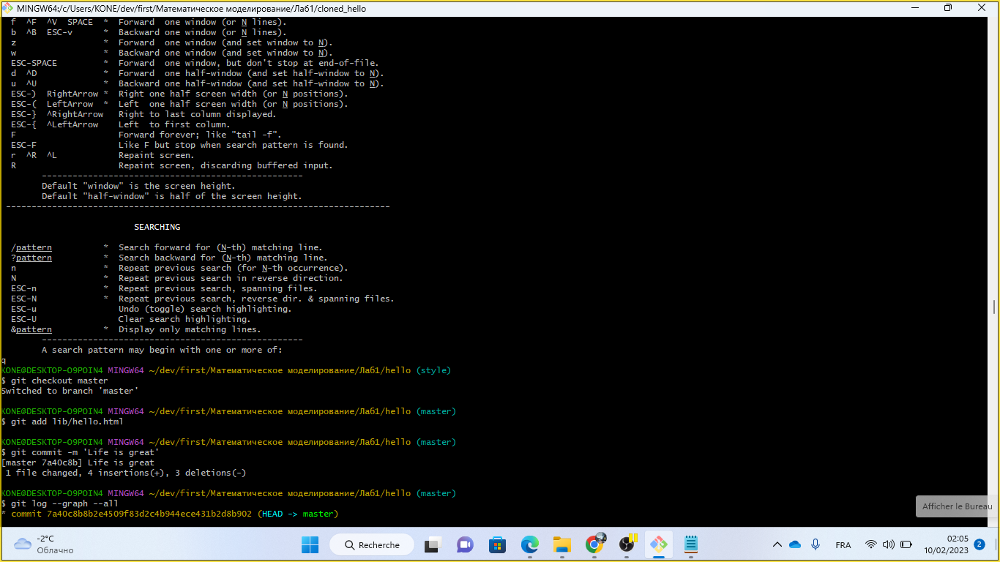 MINGW64:/c/Users/KONE/dev/first/Математическое моделирование/Лаб1/cloned_hello
f ^F ^V SPACE * Forward one window (or N lines).
b ^B ESC-v * Backward one window (or N lines).
z * Forward one window (and set window to N).
w * Backward one window (and set window to N).
ESC-SPACE * Forward one window, but don't stop at end-of-file.
d ^D * Forward one half-window (and set half-window to N).
u ^U * Backward one half-window (and set half-window to N).
ESC-) RightArrow * Right one half screen width (or N positions).
ESC-( LeftArrow * Left one half screen width (or N positions).
ESC-} ^RightArrow Right to last column displayed.
ESC-{ ^LeftArrow Left to first column.
F Forward forever; like "tail -f".
ESC-F Like F but stop when search pattern is found.
r ^R ^L Repaint screen.
R Repaint screen, discarding buffered input.
---------------------------------------------------
Default "window" is the screen height.
Default "half-window" is half of the screen height.
---------------------------------------------------------------------------
SEARCHING
/pattern * Search forward for (N-th) matching line.
?pattern * Search backward for (N-th) matching line.
n * Repeat previous search (for N-th occurrence).
N * Repeat previous search in reverse direction.
ESC-n * Repeat previous search, spanning files.
ESC-N * Repeat previous search, reverse dir. & spanning files.
ESC-u Undo (toggle) search highlighting.
ESC-U Clear search highlighting.
&pattern * Display only matching lines.
---------------------------------------------------
A search pattern may begin with one or more of:
q
KONE@DESKTOP-O9POIN4 MINGW64 ~/dev/first/Математическое моделирование/Лаб1/hello (style)
$ git checkout master
Switched to branch 'master'
KONE@DESKTOP-O9POIN4 MINGW64 ~/dev/first/Математическое моделирование/Лаб1/hello (master)
$ git add lib/hello.html
KONE@DESKTOP-O9POIN4 MINGW64 ~/dev/first/Математическое моделирование/Лаб1/hello (master)
$ git commit -m 'Life is great'
[master 7a40c8b] Life is great
1 file changed, 4 insertions(+), 3 deletions(-)
KONE@DESKTOP-O9POIN4 MINGW64 ~/dev/first/Математическое моделирование/Лаб1/hello (master)
$ git log --graph --all
* commit 7a40c8b8b2e4509f83d2c4b944ece431b2d8b902 (HEAD -> master)
Afficher le Bureau
-2°C
Облачно
Recherche
FRA
02:05
10/02/2023
2